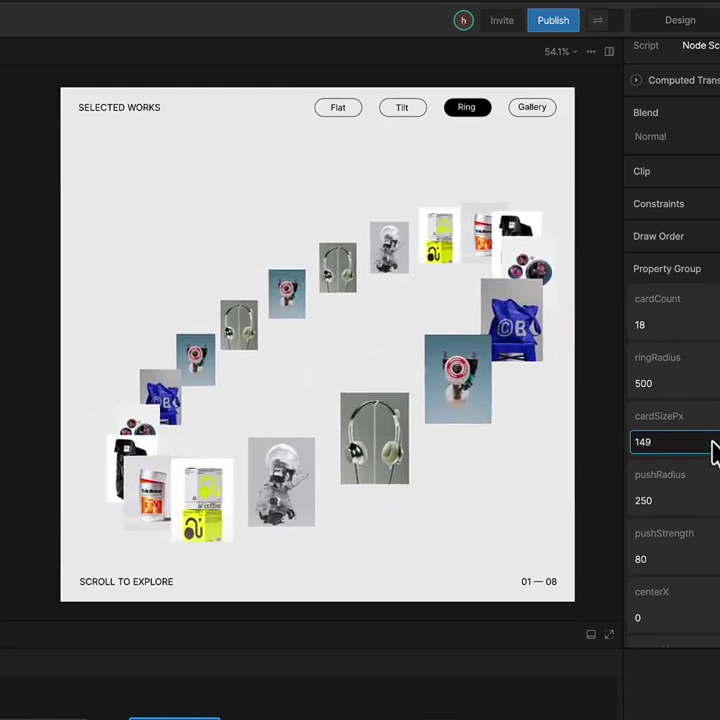 h
Invite
Publish
Design
54.1%
Script
Node Sc
SELECTED WORKS
Flat
Tilt
Ring
Gallery
Computed Trans
Blend
Normal
Clip
Constraints
Draw Order
Property Group
cardCount
18
ringRadius
500
cardSizePx
149
pushRadius
250
pushStrength
80
centerX
0
©B
SCROLL TO EXPLORE
01 — 08